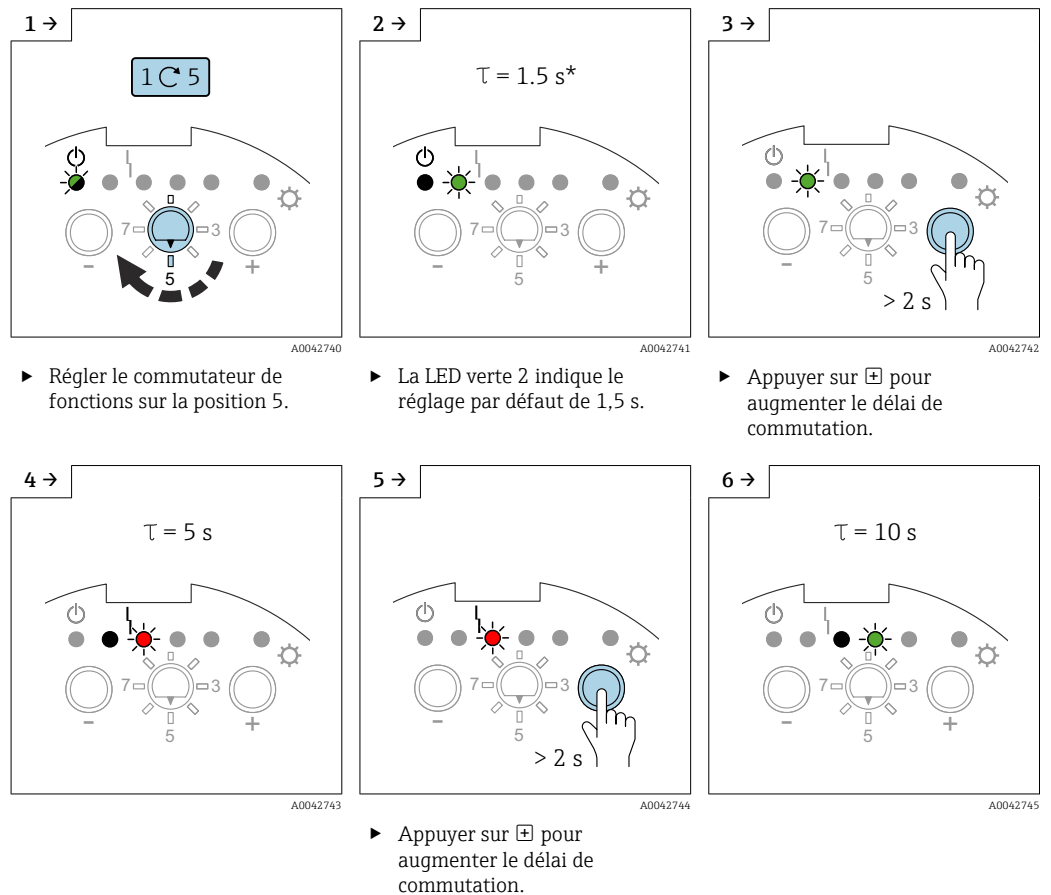 1 →
1 5
7
3
5
-
+
A0042740
► Régler le commutateur de
fonctions sur la position 5.
2 →
τ = 1.5 s*
7
3
5
-
+
A0042741
► La LED verte 2 indique le
réglage par défaut de 1,5 s.
3 →
7
3
5
-
> 2 s
A0042742
► Appuyer sur + pour
augmenter le délai de
commutation.
4 →
τ = 5 s
7
3
5
-
+
A0042743
5 →
7
3
5
-
> 2 s
A0042744
► Appuyer sur + pour
augmenter le délai de
commutation.
6 →
τ = 10 s
7
3
5
-
+
A0042745